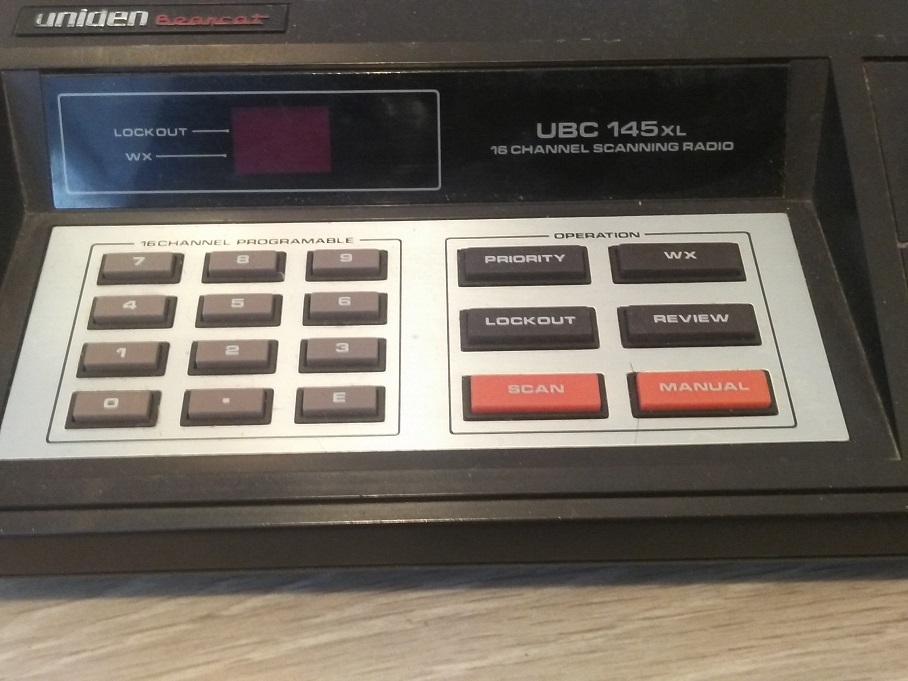 uniden Bearcat
LOCKOUT
WX
UBC 145XL
16 CHANNEL SCANNING RADIO
16 CHANNEL PROGRAMABLE
7 8 9
4 5 6
1 2 3
0 . E
OPERATION
PRIORITY WX
LOCKOUT REVIEW
SCAN MANUAL